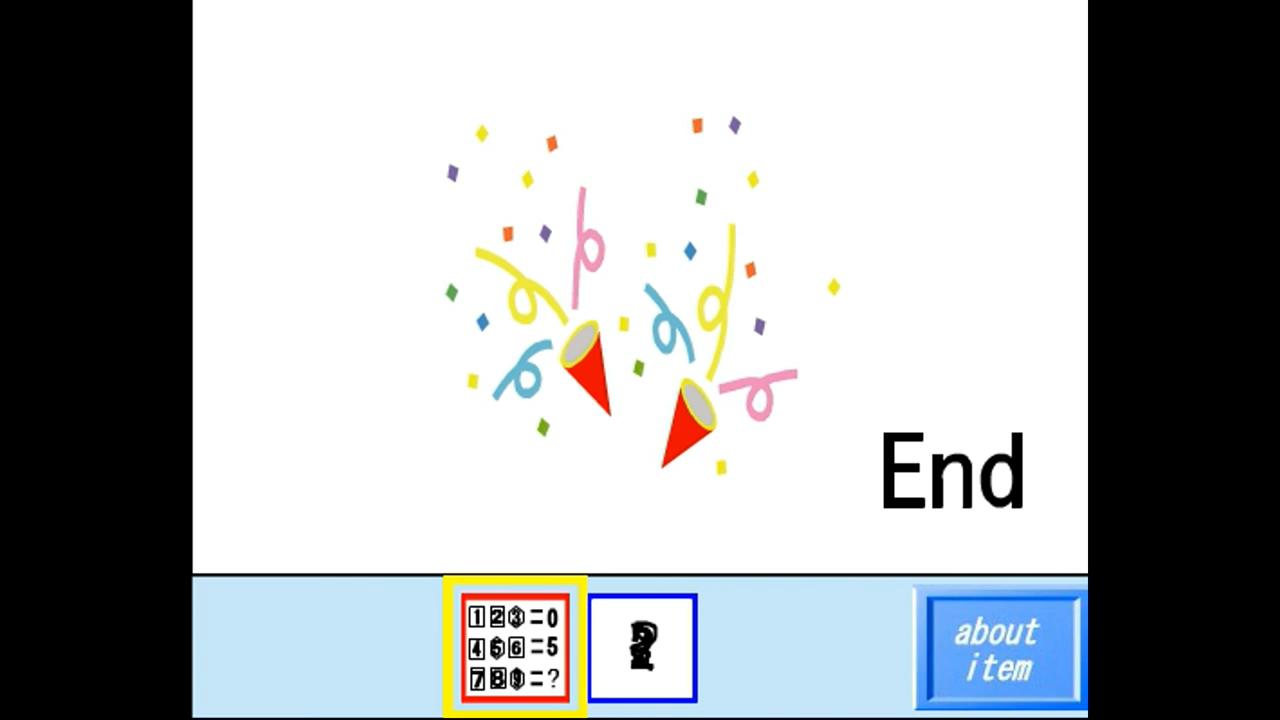 End
1 2 3 = 0
4 5 6 = 5
7 8 9 = ?
about
item